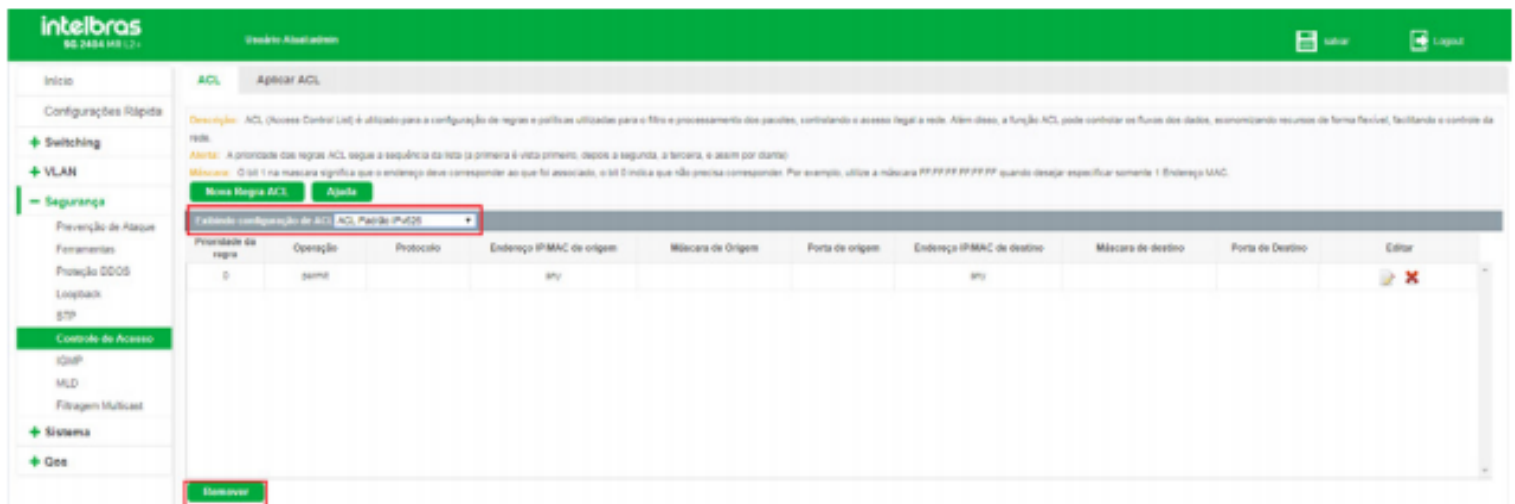 intelbras
SG 2404 MR L2+
Usuário Atual:admin
salvar
Logout
Início
Configurações Rápida
Switching
VLAN
Segurança
Prevenção de Ataque
Ferramentas
Proteção DDOS
Loopback
STP
Controle de Acesso
IGMP
MLD
Filtragem Multicast
Sistema
Qos
ACL
Aplicar ACL
Descrição: ACL (Access Control List) é utilizado para a configuração de regras e políticas utilizadas para o filtro e processamento dos pacotes, controlando o acesso ilegal a rede. Além disso, a função ACL pode controlar os fluxos dos dados, economizando recursos de forma flexível, facilitando o controle da
rede.
Alerta: A prioridade das regras ACL segue a sequência da lista (a primeira é vista primeiro, depois a segunda, a terceira, e assim por diante)
Máscara: O bit 1 na mascara significa que o endereço deve corresponder ao que foi associado, o bit 0 indica que não precisa corresponder. Por exemplo, utilize a máscara FF:FF:FF:FF:FF:FF quando desejar especificar somente 1 Endereço MAC.
Nova Regra ACL
Ajuda
Exibindo configuração de ACL ACL Padrão IPv626
Prioridade da
regra
Operação
Protocolo
Endereço IP/MAC de origem
Máscara de Origem
Porta de origem
Endereço IP/MAC de destino
Máscara de destino
Porta de Destino
Editar
0
permit
any
any
Remover